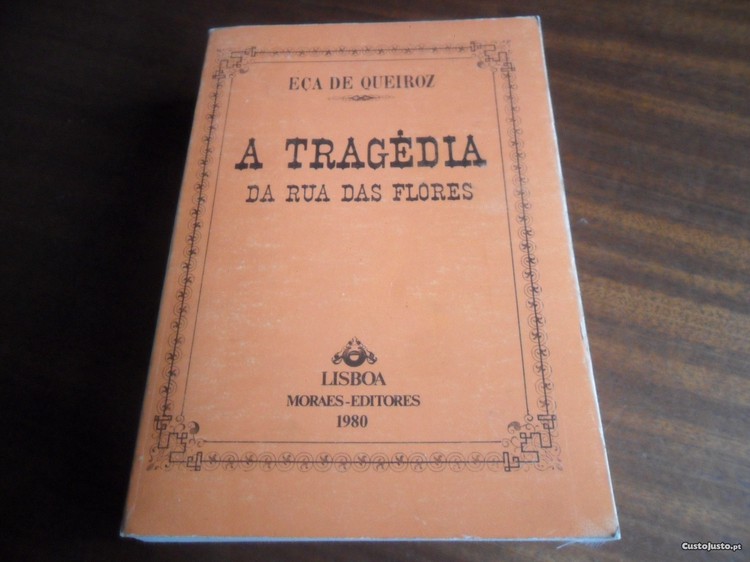 EÇA DE QUEIROZ
A TRAGÉDIA
DA RUA DAS FLORES
LISBOA
MORAES-EDITORES
1980
CustoJusto.pt